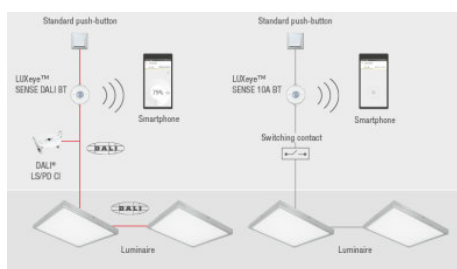 Standard push-button
LUXeye™
SENSE DALI BT
79%
Smartphone
DALI®
LS/PD CI
DALI
DALI
Luminaire
Standard push-button
LUXeye™
SENSE 10A BT
Smartphone
Switching contact
Luminaire